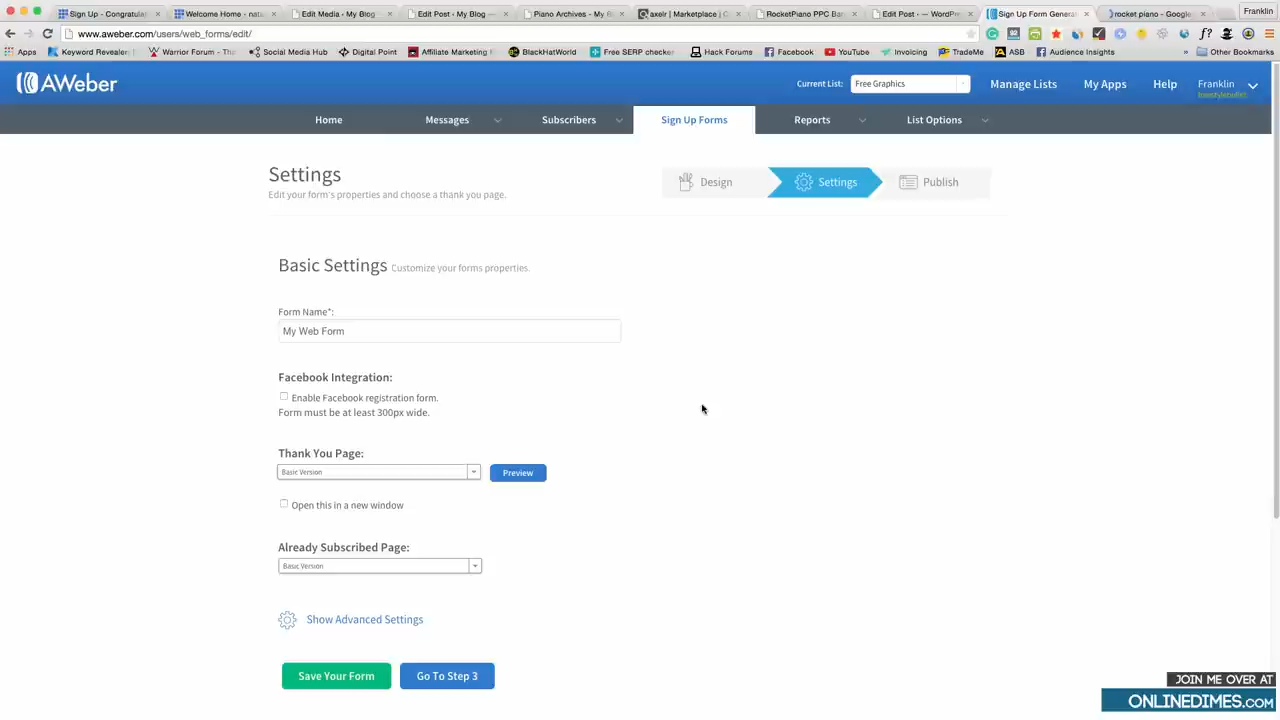 Sign Up - Congratula
Welcome Home - natu
Edit Media ‹ My Blog
Edit Post ‹ My Blog —
Piano Archives - My B
axelr | Marketplace | C
RocketPiano PPC Ban
Edit Post ‹ — WordPre
Sign Up Form Generat
rocket piano - Google
Franklin
www.aweber.com/users/web_forms/edit/
Apps
Keyword Revealer
Warrior Forum - The
Social Media Hub
Digital Point
Affiliate Marketing F
BlackHatWorld
Free SERP checker
Hack Forums
Facebook
YouTube
Invoicing
TradeMe
ASB
Audience Insights
»
Other Bookmarks
AWeber
Current List:
Free Graphics
Manage Lists
My Apps
Help
Franklin
Home
Messages
Subscribers
Sign Up Forms
Reports
List Options
Settings
Edit your form's properties and choose a thank you page.
Design
Settings
Publish
Basic Settings Customize your forms properties.
Form Name*:
My Web Form
Facebook Integration:
Enable Facebook registration form.
Form must be at least 300px wide.
Thank You Page:
Basic Version
Preview
Open this in a new window
Already Subscribed Page:
Basic Version
Show Advanced Settings
Save Your Form
Go To Step 3
JOIN ME OVER AT
ONLINEDIMES.COM